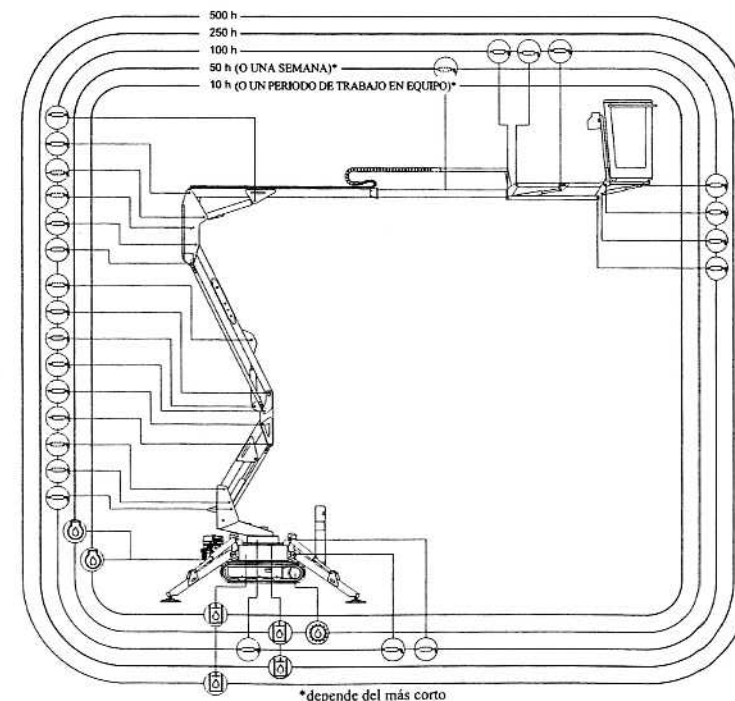 500 h
250 h
100 h
50 h (O UNA SEMANA)*
10 h (O UN PERIODO DE TRABAJO EN EQUIPO)*
*depende del más corto